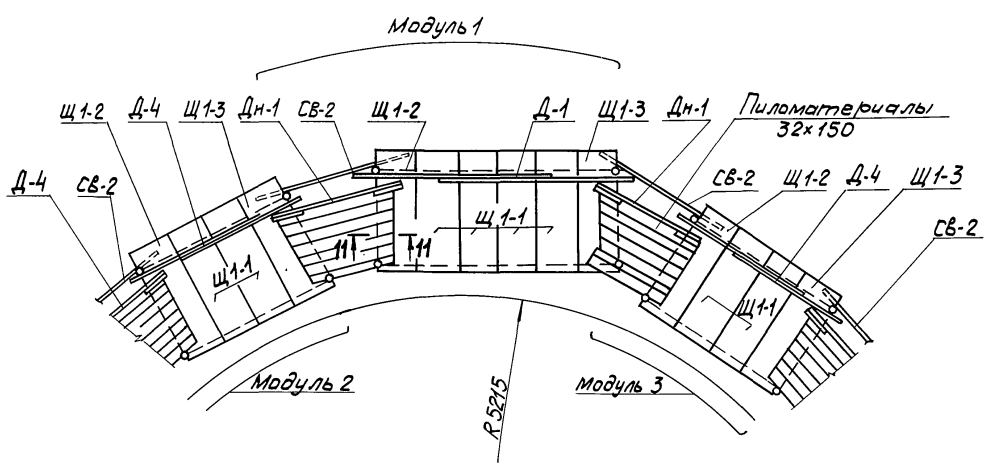 Модуль 1
Щ1-2
Д-4
Щ1-3
Дн-1
СВ-2
Щ1-2
Д-1
Щ1-3
Дн-1
Пиломатериалы
32×150
Д-4
СВ-2
СВ-2
Щ1-2
Д-4
Щ1-3
СВ-2
Щ1-1
11
11
Щ1-1
Щ1-1
Модуль 2
R 5215
Модуль 3